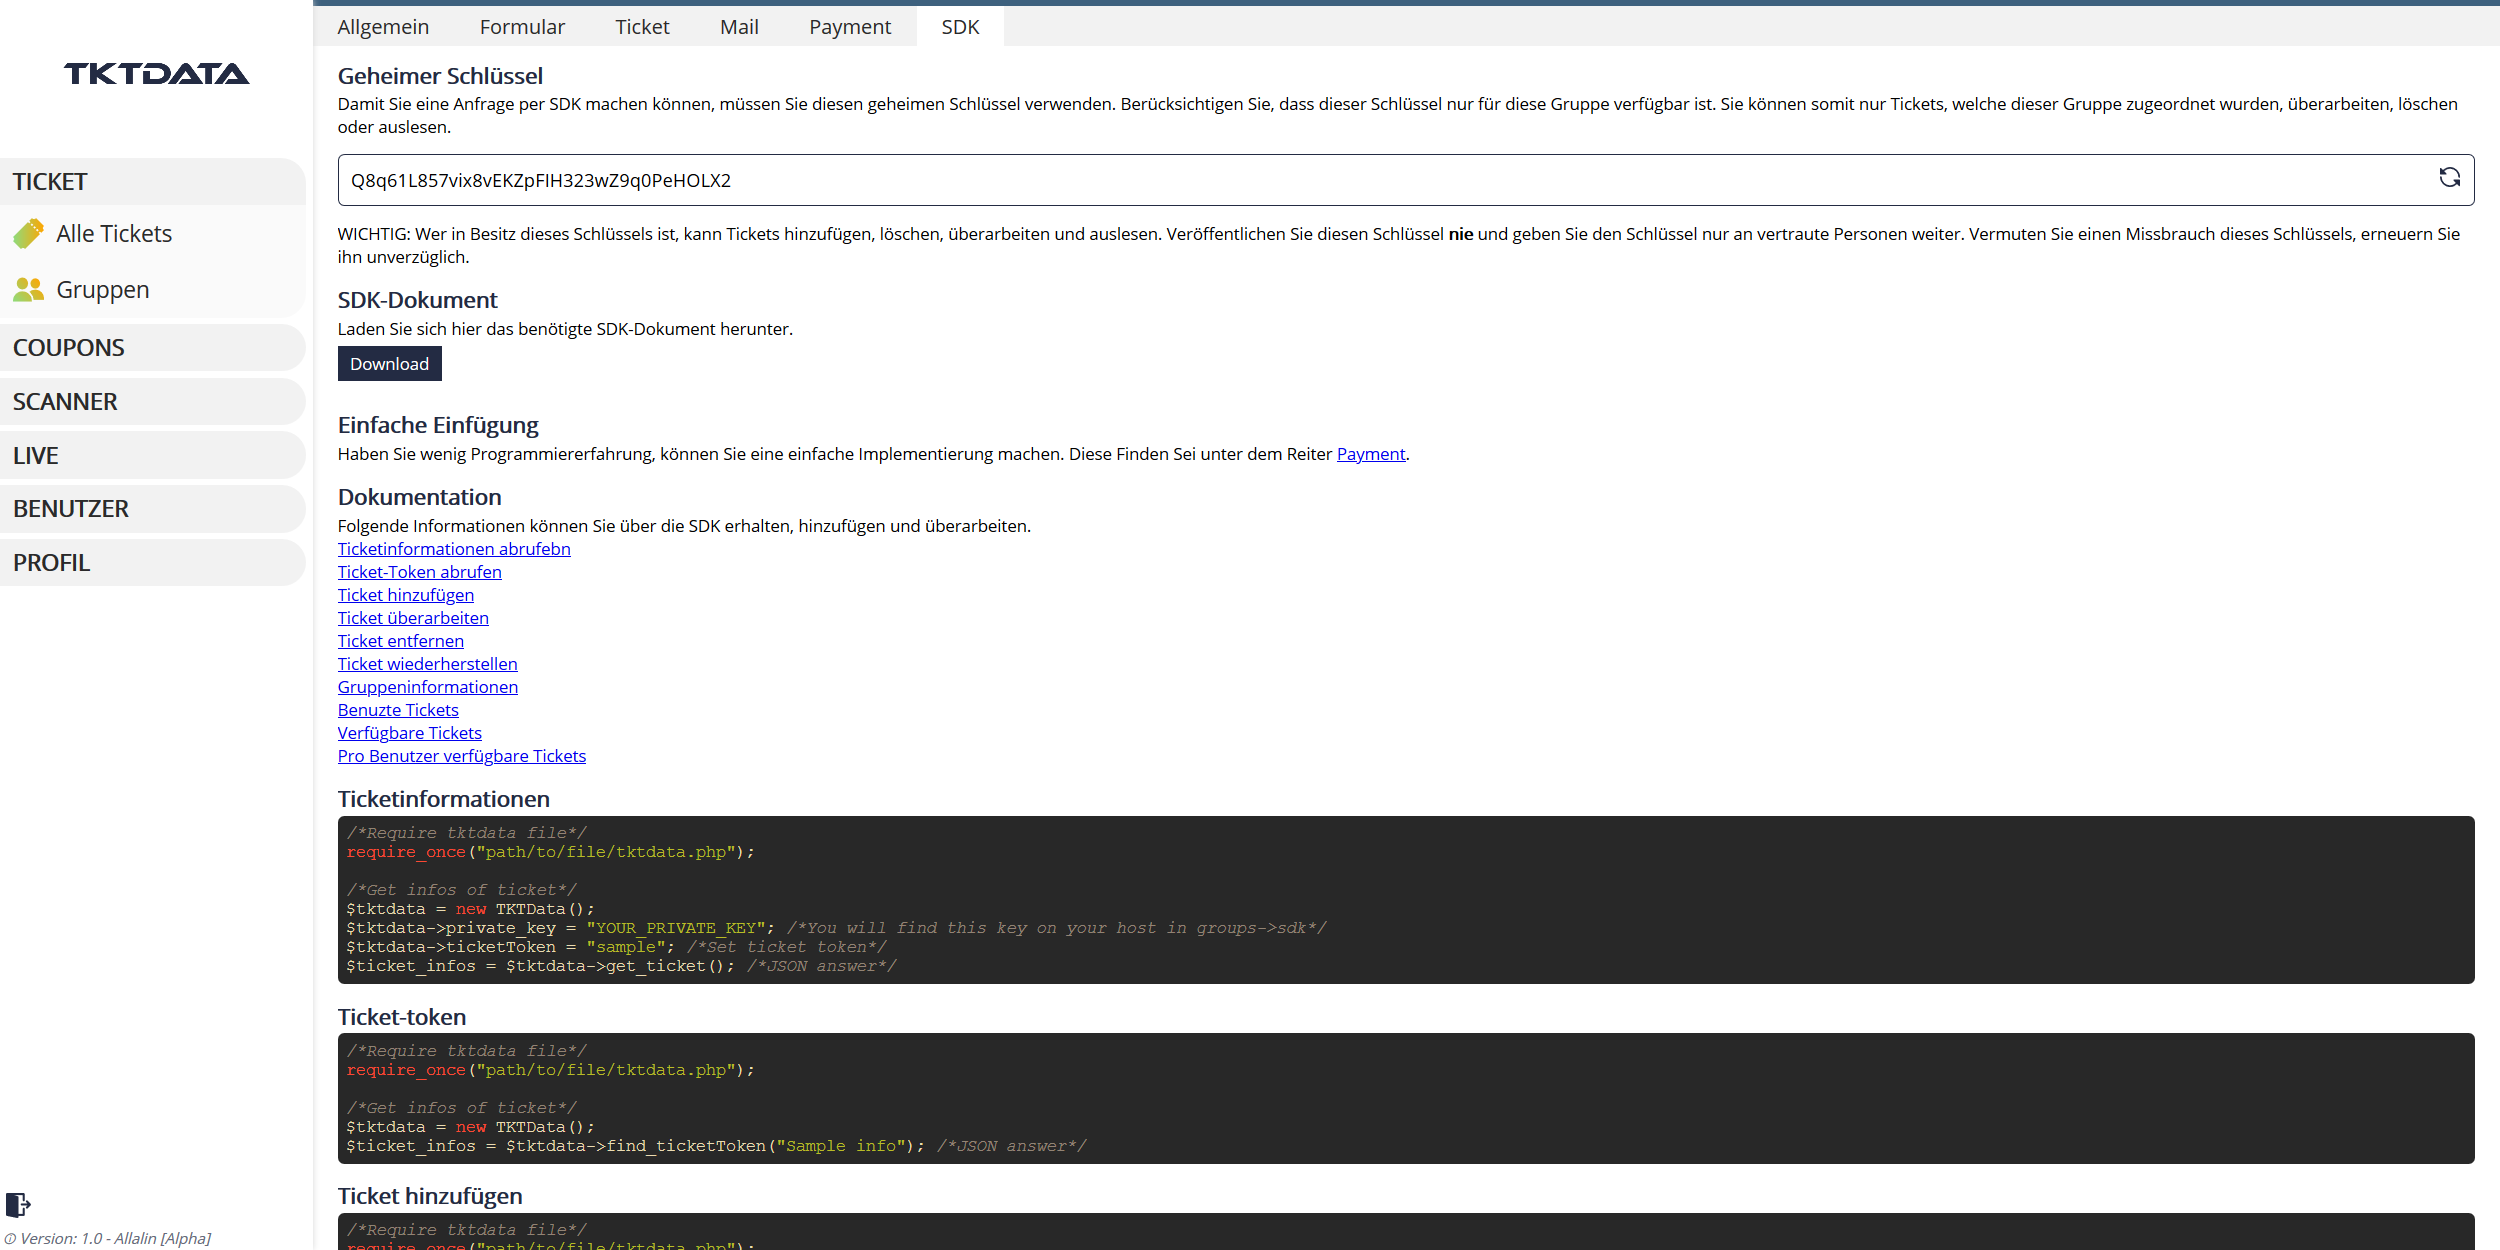 TKTDATA
TICKET
Alle Tickets
Gruppen
COUPONS
SCANNER
LIVE
BENUTZER
PROFIL
Version: 1.0 - Allalin [Alpha]
Allgemein Formular Ticket Mail Payment SDK
Geheimer Schlüssel
Damit Sie eine Anfrage per SDK machen können, müssen Sie diesen geheimen Schlüssel verwenden. Berücksichtigen Sie, dass dieser Schlüssel nur für diese Gruppe verfügbar ist. Sie können somit nur Tickets, welche dieser Gruppe zugeordnet wurden, überarbeiten, löschen
oder auslesen.
Q8q61L857vix8vEKZpFIH323wZ9q0PeHOLX2
WICHTIG: Wer in Besitz dieses Schlüssels ist, kann Tickets hinzufügen, löschen, überarbeiten und auslesen. Veröffentlichen Sie diesen Schlüssel nie und geben Sie den Schlüssel nur an vertraute Personen weiter. Vermuten Sie einen Missbrauch dieses Schlüssels, erneuern Sie
ihn unverzüglich.
SDK-Dokument
Laden Sie sich hier das benötigte SDK-Dokument herunter.
Download
Einfache Einfügung
Haben Sie wenig Programmiererfahrung, können Sie eine einfache Implementierung machen. Diese Finden Sei unter dem Reiter Payment.
Dokumentation
Folgende Informationen können Sie über die SDK erhalten, hinzufügen und überarbeiten.
Ticketinformationen abrufebn
Ticket-Token abrufen
Ticket hinzufügen
Ticket überarbeiten
Ticket entfernen
Ticket wiederherstellen
Gruppeninformationen
Benuzte Tickets
Verfügbare Tickets
Pro Benutzer verfügbare Tickets
Ticketinformationen
/*Require tktdata file*/
require_once("path/to/file/tktdata.php");
/*Get infos of ticket*/
$tktdata = new TKTData();
$tktdata->private_key = "YOUR_PRIVATE_KEY"; /*You will find this key on your host in groups->sdk*/
$tktdata->ticketToken = "sample"; /*Set ticket token*/
$ticket_infos = $tktdata->get_ticket(); /*JSON answer*/
Ticket-token
/*Require tktdata file*/
require_once("path/to/file/tktdata.php");
/*Get infos of ticket*/
$tktdata = new TKTData();
$ticket_infos = $tktdata->find_ticketToken("Sample info"); /*JSON answer*/
Ticket hinzufügen
/*Require tktdata file*/
require_once("path/to/file/tktdata.php");